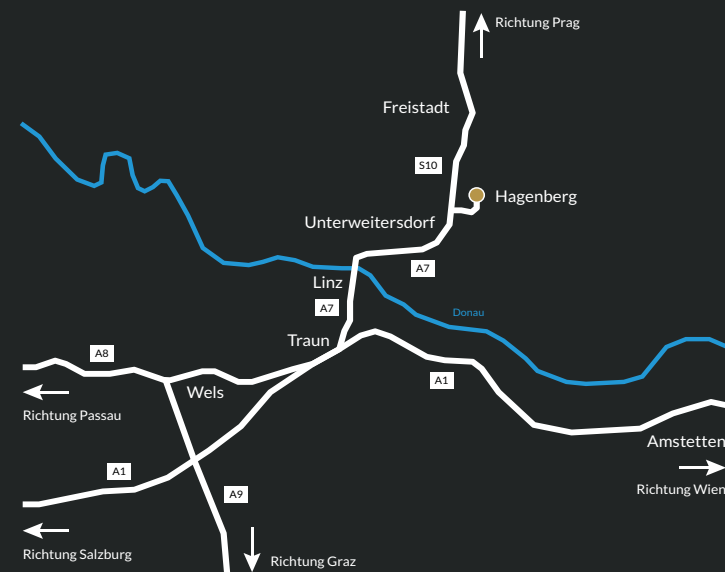 Richtung Prag
Freistadt
S10
Hagenberg
Unterweitersdorf
A7
Linz
A7
Donau
Traun
A8
A1
Wels
Richtung Passau
Amstetten
A1
Richtung Wien
A9
Richtung Salzburg
Richtung Graz